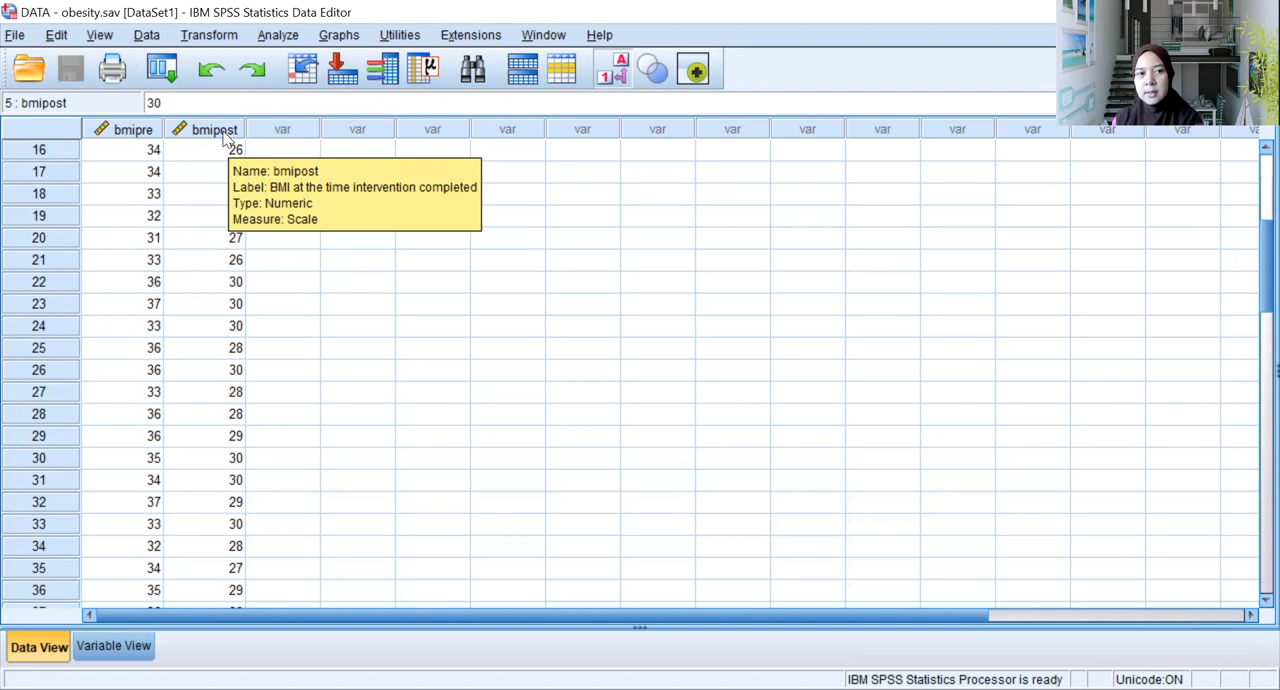 DATA - obesity.sav [DataSet1] - IBM SPSS Statistics Data Editor
File Edit View Data Transform Analyze Graphs Utilities Extensions Window Help
5 : bmipost 30
bmipre bmipost var var var var var var var var var var var var
16 34 26
17 34
18 33
19 32
20 31 27
21 33 26
22 36 30
23 37 30
24 33 30
25 36 28
26 36 30
27 33 28
28 36 28
29 36 29
30 35 30
31 34 30
32 37 29
33 33 30
34 32 28
35 34 27
36 35 29
Name: bmipost
Label: BMI at the time intervention completed
Type: Numeric
Measure: Scale
Data View Variable View
IBM SPSS Statistics Processor is ready Unicode:ON